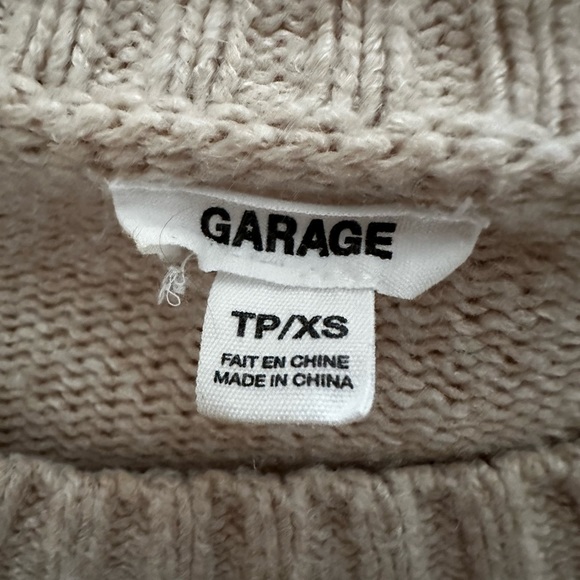 GARAGE
TP/XS
FAIT EN CHINE
MADE IN CHINA